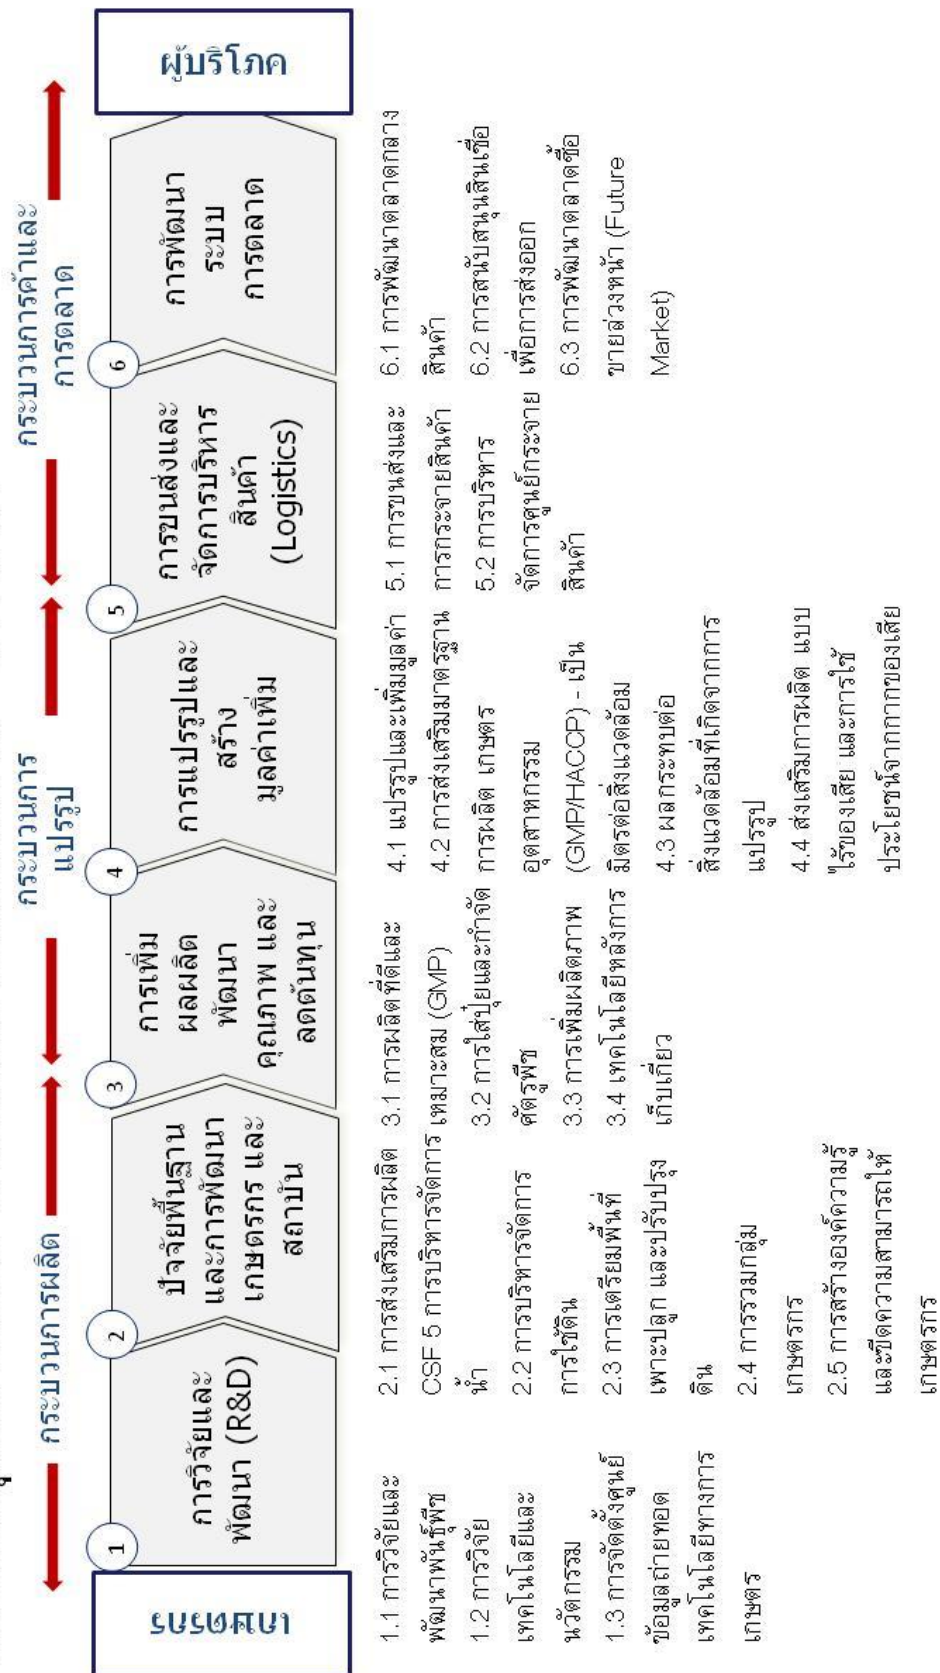 กระบวนการผลิต
กระบวนการ
แปรรูป
กระบวนการค้าและ
การตลาด
เกษตรกร
1
การวิจัยและ
พัฒนา (R&D)
2
ปัจจัยพื้นฐาน
และการพัฒนา
เกษตรกร และ
สถาบัน
3
การเพิ่ม
ผลผลิต
พัฒนา
คุณภาพ และ
ลดต้นทุน
4
การแปรรูปและ
สร้าง
มูลค่าเพิ่ม
5
การขนส่งและ
จัดการบริหาร
สินค้า
(Logistics)
6
การพัฒนา
ระบบ
การตลาด
ผู้บริโภค
1.1 การวิจัยและ
พัฒนาพันธุ์พืช
1.2 การวิจัย
เทคโนโลยีและ
นวัตกรรม
1.3 การจัดตั้งศูนย์
ข้อมูลถ่ายทอด
เทคโนโลยีทางการ
เกษตร
2.1 การส่งเสริมการผลิต
CSF 5 การบริหารจัดการ
น้ำ
2.2 การบริหารจัดการ
การใช้ดิน
2.3 การเตรียมพื้นที่
เพาะปลูก และปรับปรุง
ดิน
2.4 การรวมกลุ่ม
เกษตรกร
2.5 การสร้างองค์ความรู้
และขีดความสามารถให้
เกษตรกร
3.1 การผลิตที่ดีและ
เหมาะสม (GMP)
3.2 การใส่ปุ๋ยและกำจัด
ศัตรูพืช
3.3 การเพิ่มผลิตภาพ
3.4 เทคโนโลยีหลังการ
เก็บเกี่ยว
4.1 แปรรูปและเพิ่มมูลค่า
4.2 การส่งเสริมมาตรฐาน
การผลิต เกษตร
อุตสาหกรรม
(GMP/HACCP) - เป็น
มิตรต่อสิ่งแวดล้อม
4.3 ผลกระทบต่อ
สิ่งแวดล้อมที่เกิดจากการ
แปรรูป
4.4 ส่งเสริมการผลิต แบบ
ไร้ของเสีย และการใช้
ประโยชน์จากกากของเสีย
5.1 การขนส่งและ
การกระจายสินค้า
5.2 การบริหาร
จัดการศูนย์กระจาย
สินค้า
6.1 การพัฒนาตลาดกลาง
สินค้า
6.2 การสนับสนุนสินเชื่อ
เพื่อการส่งออก
6.3 การพัฒนาตลาดซื้อ
ขายล่วงหน้า (Future
Market)